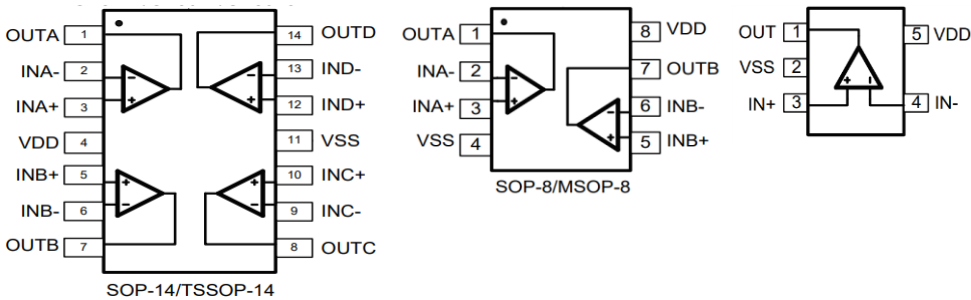 OUTA 1 14 OUTD
INA- 2 13 IND-
INA+ 3 12 IND+
VDD 4 11 VSS
INB+ 5 10 INC+
INB- 6 9 INC-
OUTB 7 8 OUTC
SOP-14/TSSOP-14
OUTA 1 8 VDD
INA- 2 7 OUTB
INA+ 3 6 INB-
VSS 4 5 INB+
SOP-8/MSOP-8
OUT 1 5 VDD
VSS 2
IN+ 3 4 IN-